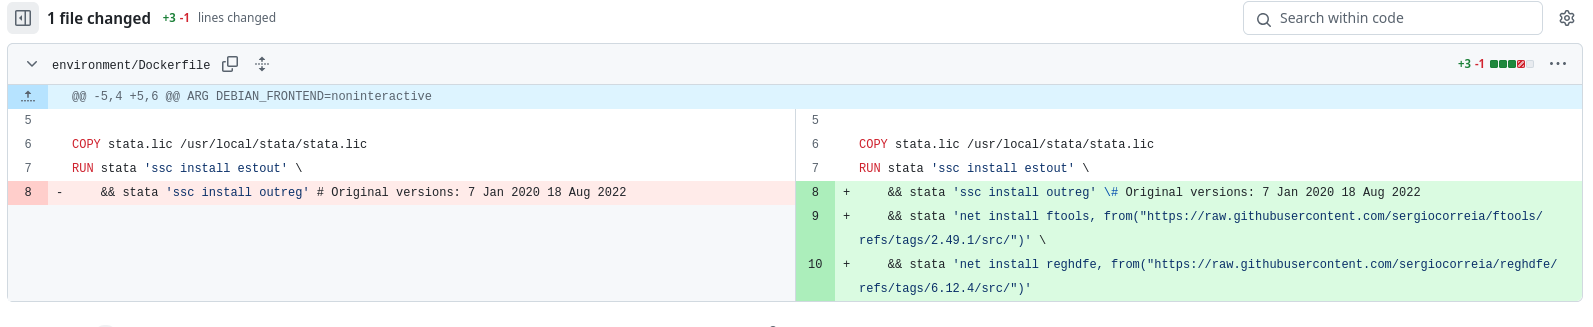 1 file changed +3 -1 lines changed Search within code
environment/Dockerfile +3 -1
@@ -5,4 +5,6 @@ ARG DEBIAN_FRONTEND=noninteractive
5
6 COPY stata.lic /usr/local/stata/stata.lic
7 RUN stata 'ssc install estout' \
8 - && stata 'ssc install outreg' # Original versions: 7 Jan 2020 18 Aug 2022
5
6 COPY stata.lic /usr/local/stata/stata.lic
7 RUN stata 'ssc install estout' \
8 + && stata 'ssc install outreg' \# Original versions: 7 Jan 2020 18 Aug 2022
9 + && stata 'net install ftools, from("https://raw.githubusercontent.com/sergiocorreia/ftools/
refs/tags/2.49.1/src/")' \
10 + && stata 'net install reghdfe, from("https://raw.githubusercontent.com/sergiocorreia/reghdfe/
refs/tags/6.12.4/src/")'